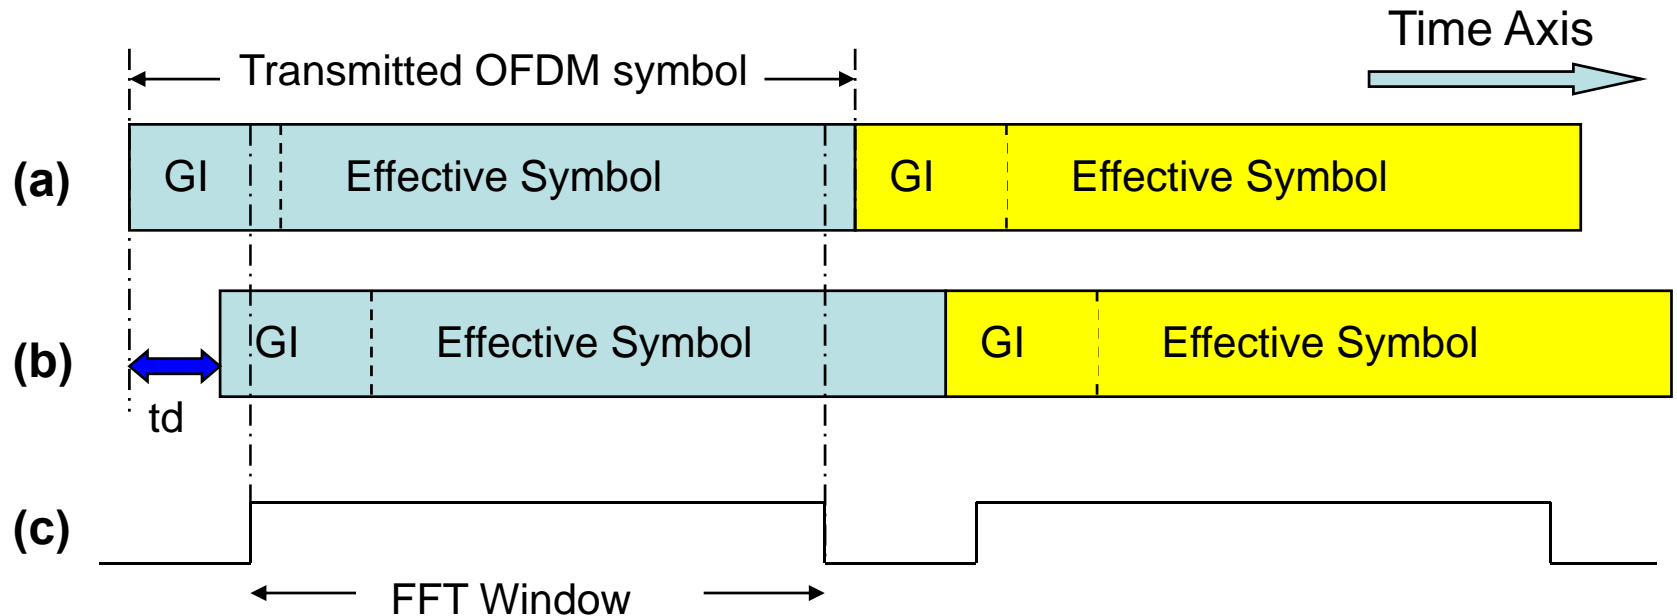 Time Axis
Transmitted OFDM symbol
(a)
GI
Effective Symbol
GI
Effective Symbol
(b)
GI
Effective Symbol
GI
Effective Symbol
td
(c)
FFT Window